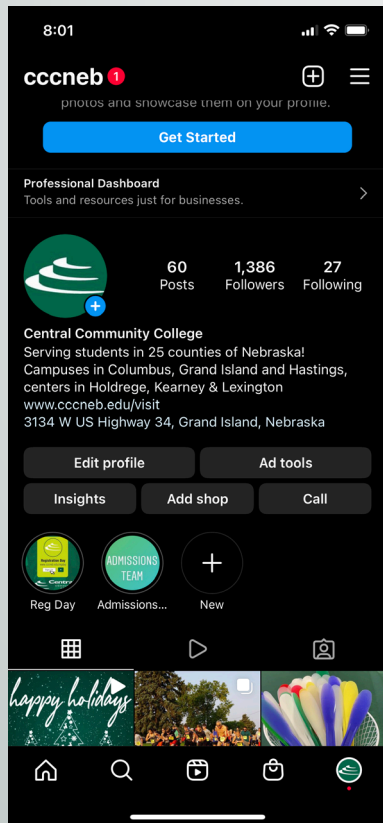 8:01
cccneb 1
photos and showcase them on your profile.
Get Started
Professional Dashboard
Tools and resources just for businesses.
60 1,386 27
Posts Followers Following
Central Community College
Serving students in 25 counties of Nebraska!
Campuses in Columbus, Grand Island and Hastings,
centers in Holdrege, Kearney & Lexington
www.cccneb.edu/visit
3134 W US Highway 34, Grand Island, Nebraska
Edit profile Ad tools
Insights Add shop Call
Registration Day
Centra
ADMISSIONS
TEAM
Reg Day Admissions... New
happy holidays